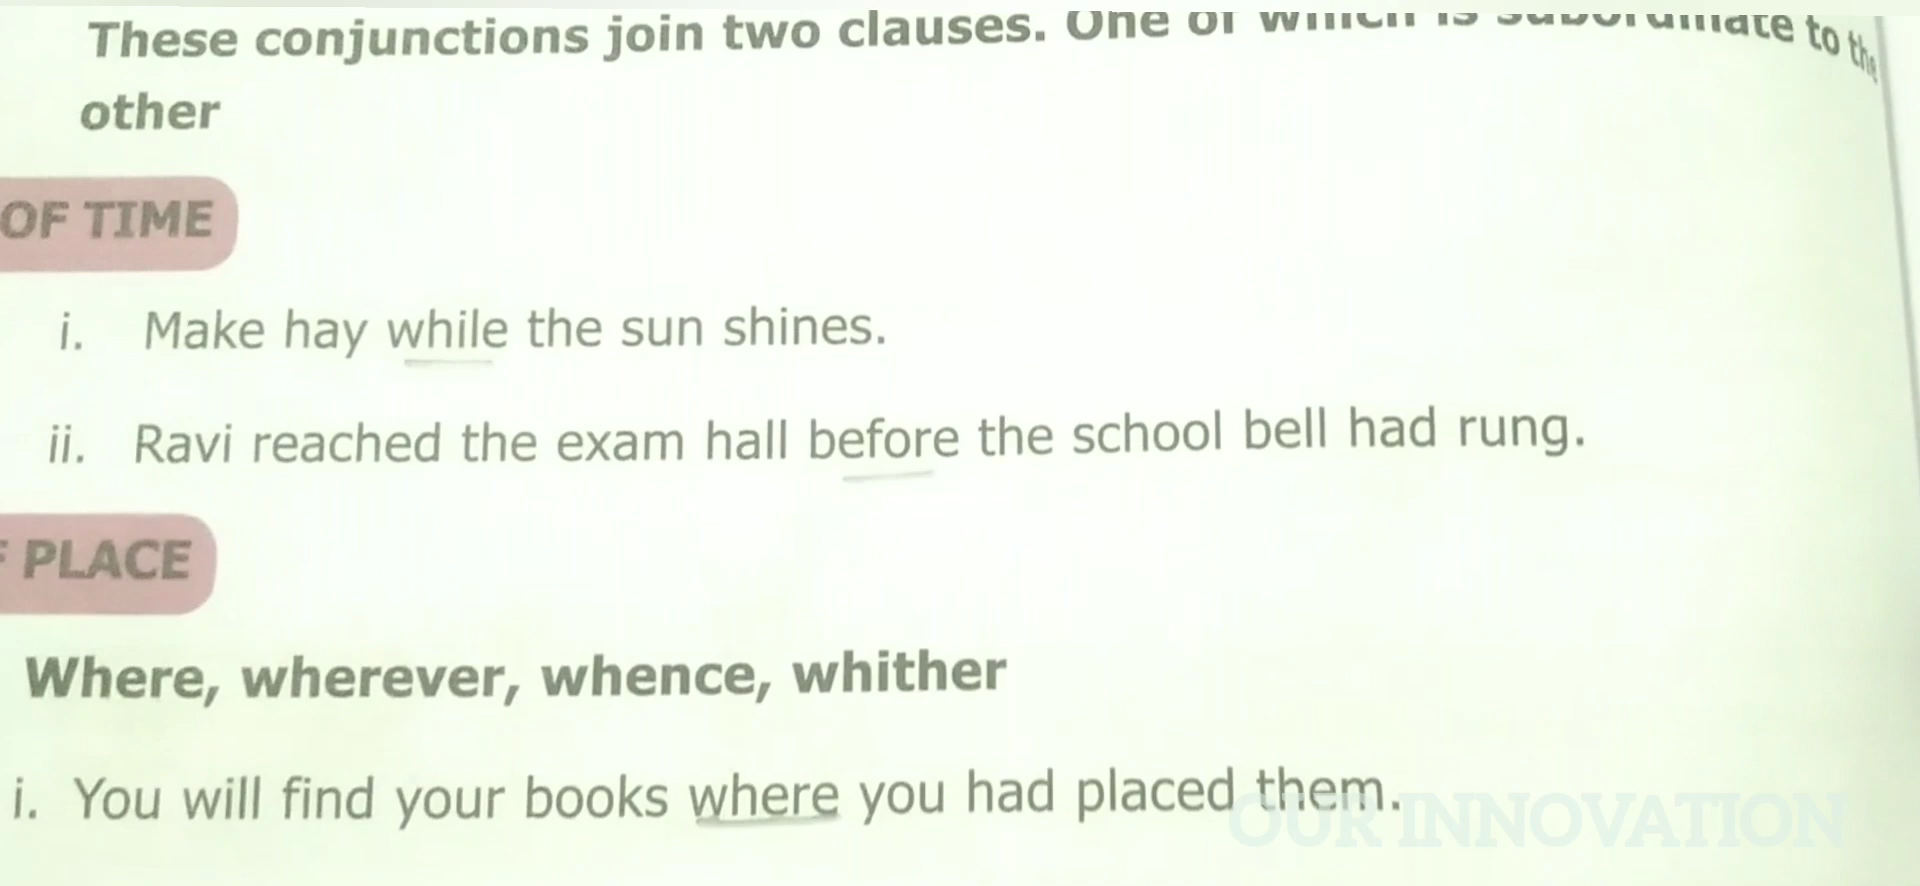 These conjunctions join two clauses. One of which is subordinate to the
other
OF TIME
i. Make hay while the sun shines.
ii. Ravi reached the exam hall before the school bell had rung.
PLACE
Where, wherever, whence, whither
i. You will find your books where you had placed them.
OUR INNOVATION